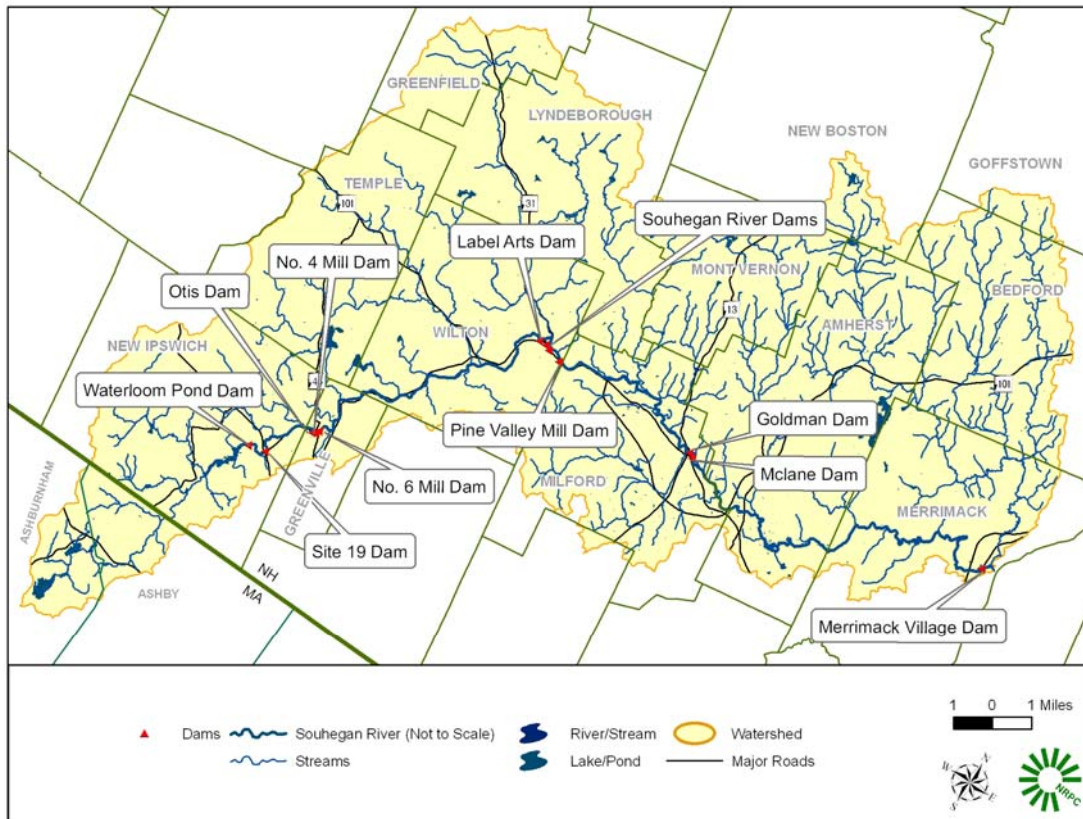 GREENFIELD
LYNDEBOROUGH
NEW BOSTON
GOFFSTOWN
TEMPLE
101
31
Souhegan River Dams
Label Arts Dam
No. 4 Mill Dam
MONT VERNON
Otis Dam
BEDFORD
13
WILTON
AMHERST
NEW IPSWICH
Waterloom Pond Dam
101
Goldman Dam
Pine Valley Mill Dam
Mclane Dam
No. 6 Mill Dam
MILFORD
ASHBURNHAM
GREENVILLE
MERRIMACK
Site 19 Dam
NH
MA
ASHBY
Merrimack Village Dam
Dams
Souhegan River (Not to Scale)
Streams
River/Stream
Lake/Pond
Watershed
Major Roads
1 0 1 Miles
N
W
E
S
NRPC